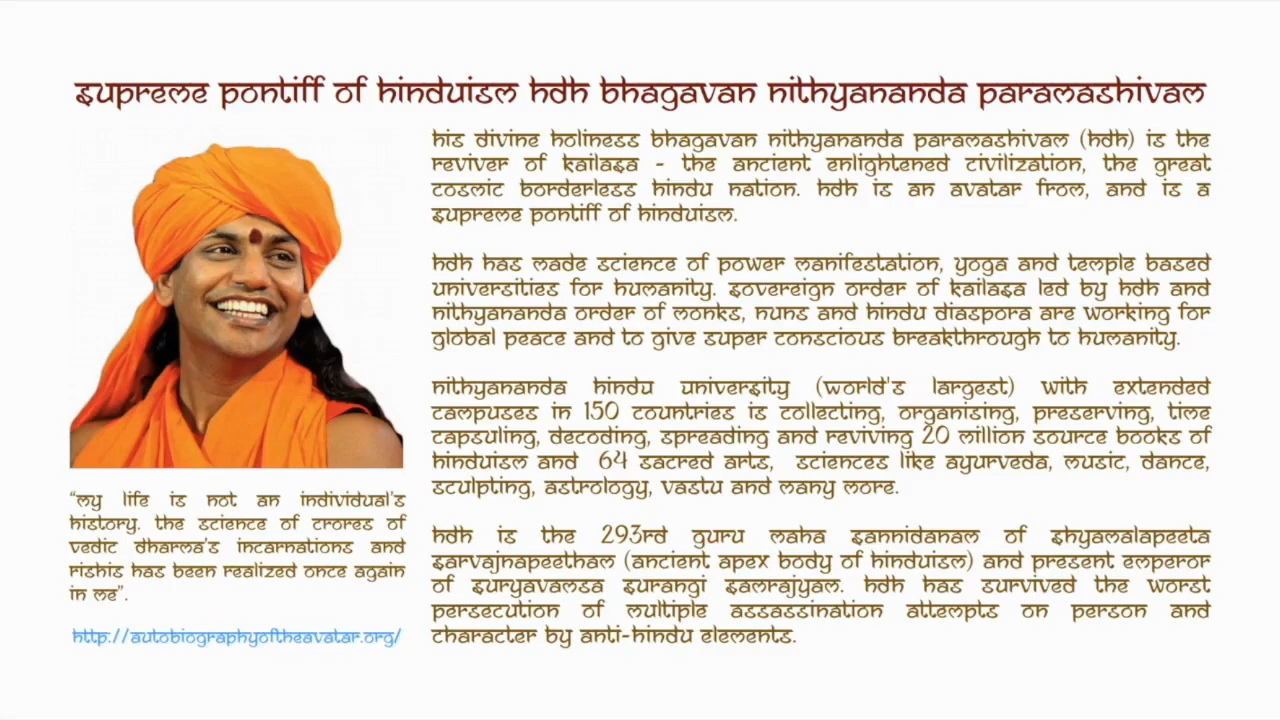 supreme pontiff of hinduism hdh bhagavan nithyananda paramashivam
his divine holiness bhagavan nithyananda paramashivam (hdh) is the
reviver of kailasa - the ancient enlightened civilization, the great
cosmic borderless hindu nation. hdh is an avatar from, and is a
supreme pontiff of hinduism.
hdh has made science of power manifestation, yoga and temple based
universities for humanity. sovereign order of kailasa led by hdh and
nithyananda order of monks, nuns and hindu diaspora are working for
global peace and to give super conscious breakthrough to humanity.
nithyananda hindu university (world's largest) with extended
campuses in 150 countries is collecting, organising, preserving, time
capsuling, decoding, spreading and reviving 20 million source books of
hinduism and 64 sacred arts, sciences like ayurveda, music, dance,
sculpting, astrology, vastu and many more.
hdh is the 293rd guru maha sannidanam of shyamalapeeta
sarvajnapeetham (ancient apex body of hinduism) and present emperor
of suryavamsa surangi samrajyam. hdh has survived the worst
persecution of multiple assassination attempts on person and
character by anti-hindu elements.
"my life is not an individual's
history. the science of crores of
vedic dharma's incarnations and
rishis has been realized once again
in me".
http://autobiographyoftheavatar.org/